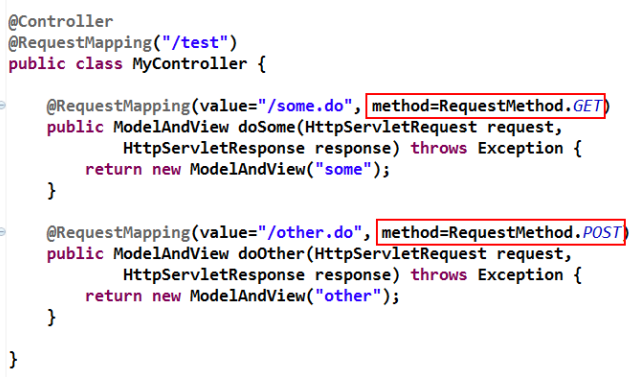 @Controller
@RequestMapping("/test")
public class MyController {
@RequestMapping(value="/some.do", method=RequestMethod.GET)
public ModelAndView doSome(HttpServletRequest request,
HttpServletResponse response) throws Exception {
return new ModelAndView("some");
}
@RequestMapping(value="/other.do", method=RequestMethod.POST)
public ModelAndView doOther(HttpServletRequest request,
HttpServletResponse response) throws Exception {
return new ModelAndView("other");
}
}